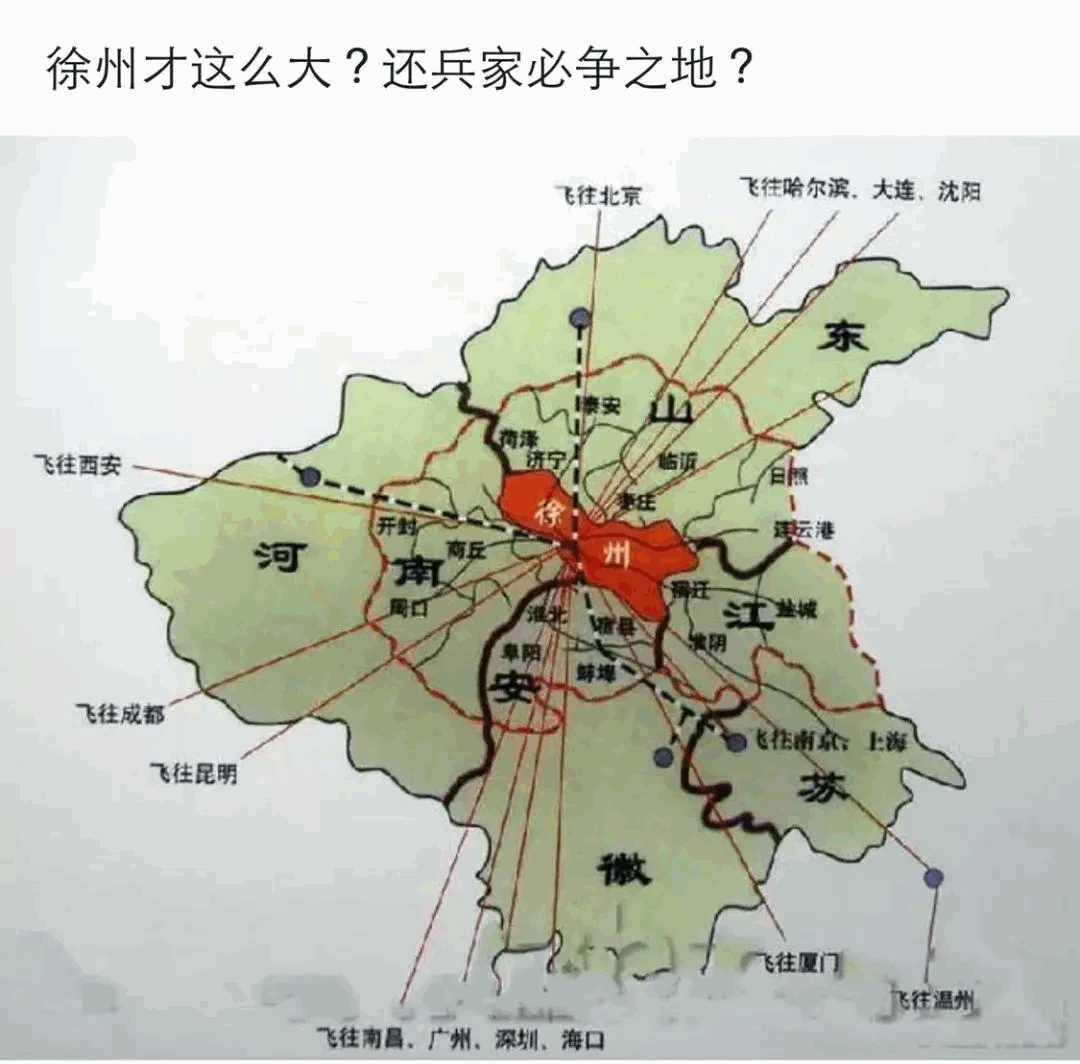 徐州才这么大？还兵家必争之地？
飞往北京
飞往哈尔滨、大连、沈阳
东
泰安
山
菏泽
济宁
临沂
飞往西安
日照
枣庄
徐
开封
连云港
商丘
州
河
南
宿迁
周口
淮北
江
盐城
宿县
淮阴
阜阳
蚌埠
安
飞往成都
飞往南京、上海
飞往昆明
苏
徽
飞往厦门
飞往温州
飞往南昌、广州、深圳、海口